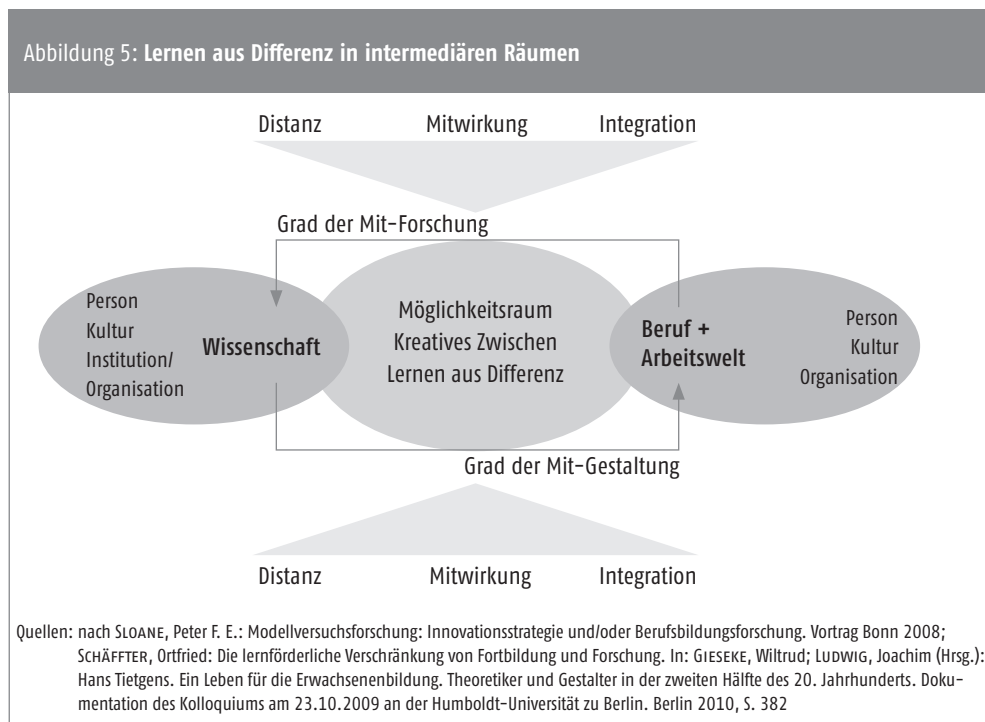 Abbildung 5: Lernen aus Differenz in intermediären Räumen
Distanz Mitwirkung Integration
Grad der Mit-Forschung
Person
Kultur
Institution/
Organisation
Wissenschaft
Möglichkeitsraum
Kreatives Zwischen
Lernen aus Differenz
Beruf +
Arbeitswelt
Person
Kultur
Organisation
Grad der Mit-Gestaltung
Distanz Mitwirkung Integration
Quellen: nach SLOANE, Peter F. E.: Modellversuchsforschung: Innovationsstrategie und/oder Berufsbildungsforschung. Vortrag Bonn 2008;
SCHÄFFTER, Ortfried: Die lernförderliche Verschränkung von Fortbildung und Forschung. In: GIESEKE, Wiltrud; LUDWIG, Joachim (Hrsg.):
Hans Tietgens. Ein Leben für die Erwachsenenbildung. Theoretiker und Gestalter in der zweiten Hälfte des 20. Jahrhunderts. Doku-
mentation des Kolloquiums am 23.10.2009 an der Humboldt-Universität zu Berlin. Berlin 2010, S. 382